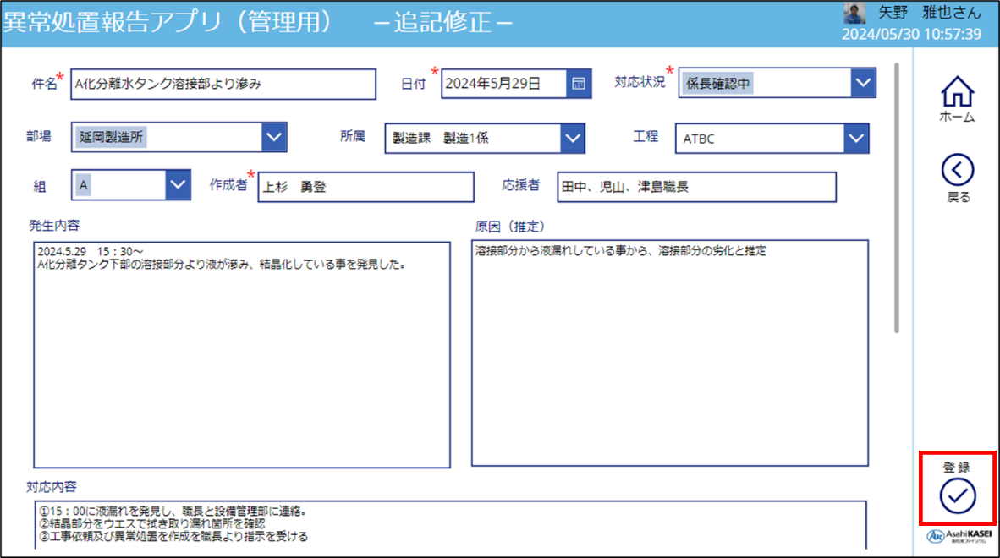 異常処置報告アプリ（管理用）　－追記修正－
矢野　雅也さん
2024/05/30 10:57:39
件名*
A化分離水タンク溶接部より滲み
日付*
2024年5月29日
対応状況*
係長確認中
部場
延岡製造所
所属
製造課　製造1係
工程
ATBC
組
A
作成者*
上杉　勇登
応援者
田中、児山、津島職長
発生内容
2024.5.29　15：30～
A化分離タンク下部の溶接部分より液が滲み、結晶化している事を発見した。
原因（推定）
溶接部分から液漏れしている事から、溶接部分の劣化と推定
対応内容
①15：00に液漏れを発見し、職長と設備管理部に連絡。
②結晶部分をウエスで拭き取り漏れ箇所を確認
③工事依頼及び異常処置を作成を職長より指示を受ける
ホーム
戻る
登録
AsahiKASEI
旭化成ファインケム